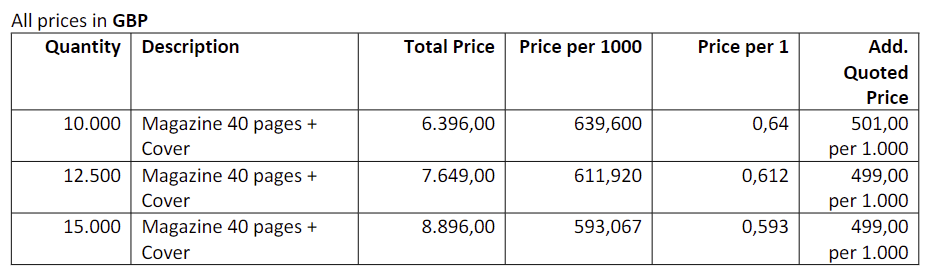 All prices in GBP
Quantity Description Total Price Price per 1000 Price per 1 Add.
Quoted
Price
10.000 Magazine 40 pages + 6.396,00 639,600 0,64 501,00
Cover per 1.000
12.500 Magazine 40 pages + 7.649,00 611,920 0,612 499,00
Cover per 1.000
15.000 Magazine 40 pages + 8.896,00 593,067 0,593 499,00
Cover per 1.000